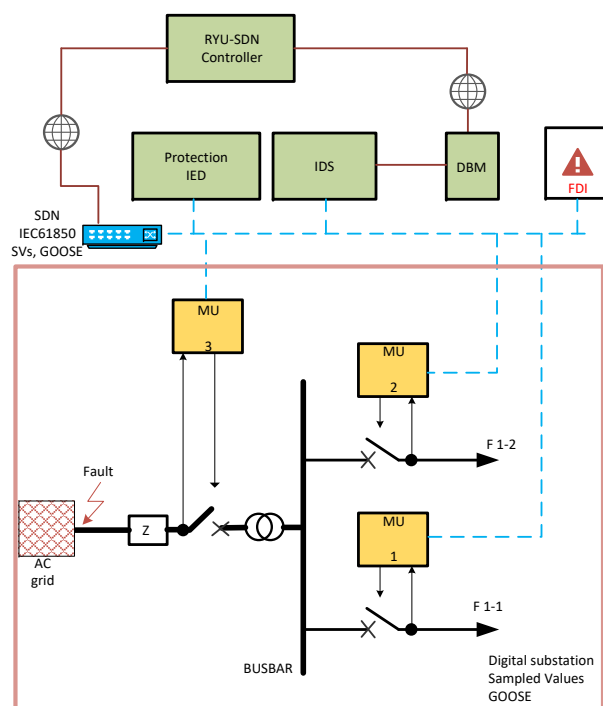 RYU-SDN
Controller
Protection
IED
IDS
DBM
FDI
SDN
IEC61850
SVs, GOOSE
MU
3
MU
2
F 1-2
Fault
Z
AC
grid
MU
1
F 1-1
BUSBAR
Digital substation
Sampled Values
GOOSE